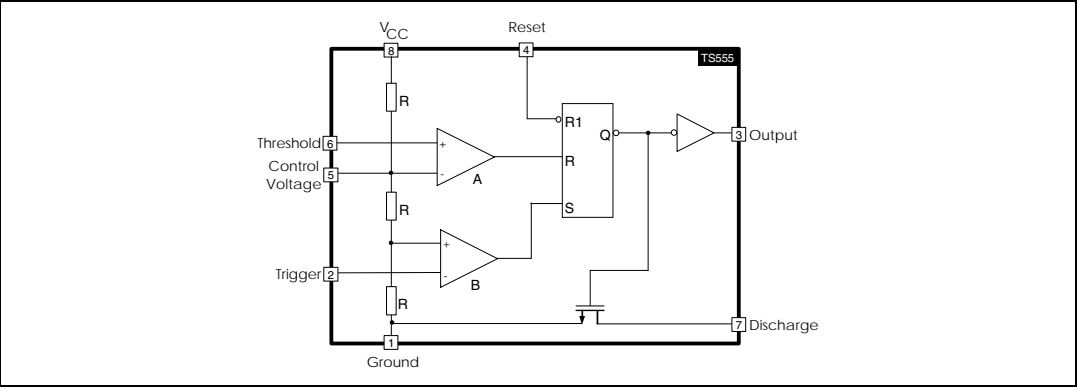 VCC
Reset
8
4
TS555
R
R1
Threshold
6
+
Q
3
Output
Control
Voltage
5
-
A
R
R
S
+
Trigger
2
-
B
R
7
Discharge
1
Ground